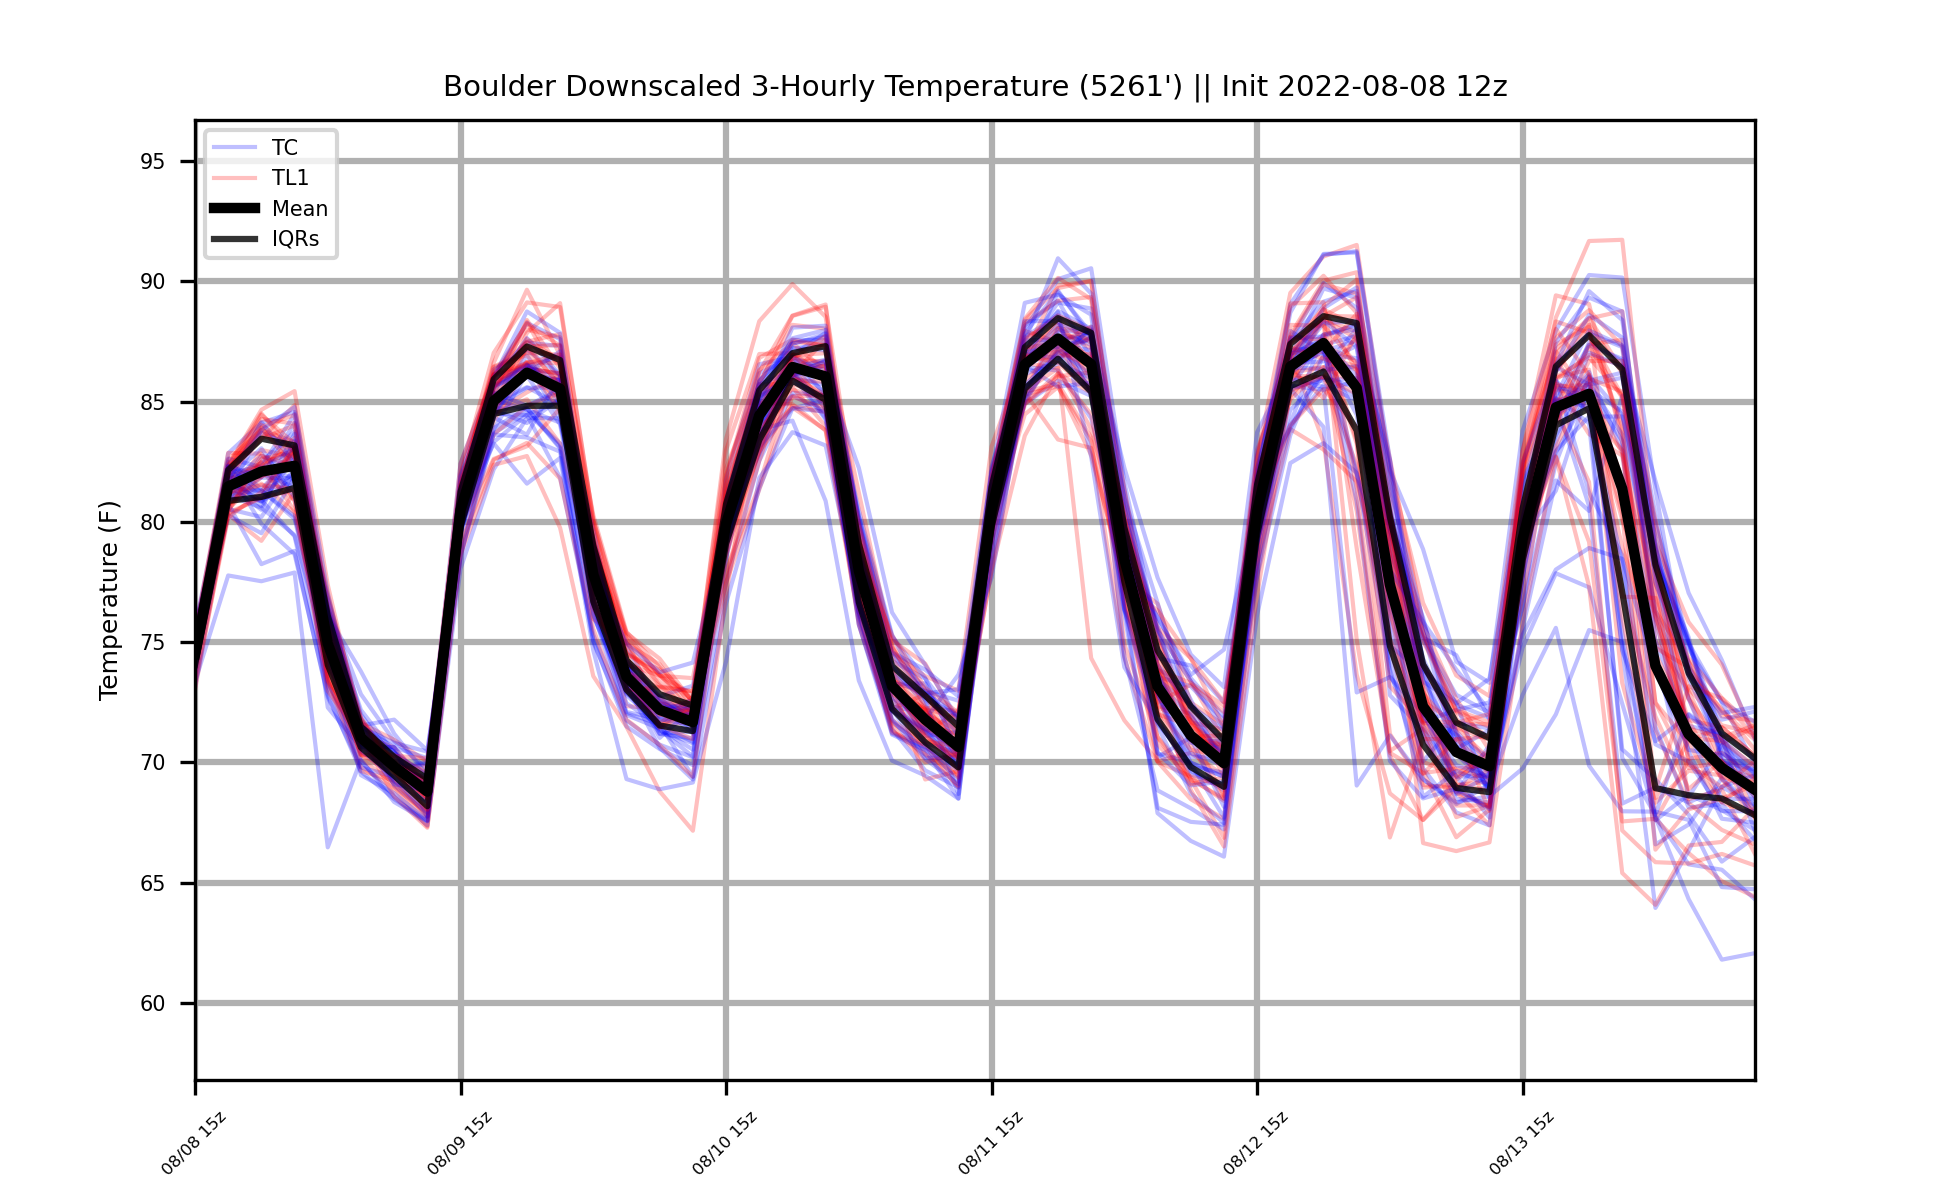 Boulder Downscaled 3-Hourly Temperature (5261') || Init 2022-08-08 12z
TC
TL1
Mean
IQRs
Temperature (F)
95
90
85
80
75
70
65
60
08/08 15z
08/09 15z
08/10 15z
08/11 15z
08/12 15z
08/13 15z